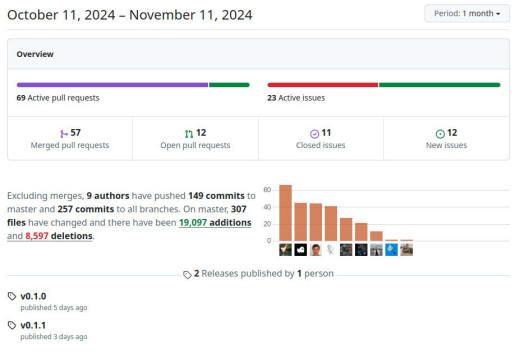 October 11, 2024 – November 11, 2024
Period: 1 month
Overview
69 Active pull requests
23 Active issues
57
Merged pull requests
12
Open pull requests
11
Closed issues
12
New issues
Excluding merges, 9 authors have pushed 149 commits to
master and 257 commits to all branches. On master, 307
files have changed and there have been 19,097 additions
and 8,597 deletions.
60
40
20
0
2 Releases published by 1 person
v0.1.0
published 5 days ago
v0.1.1
published 3 days ago